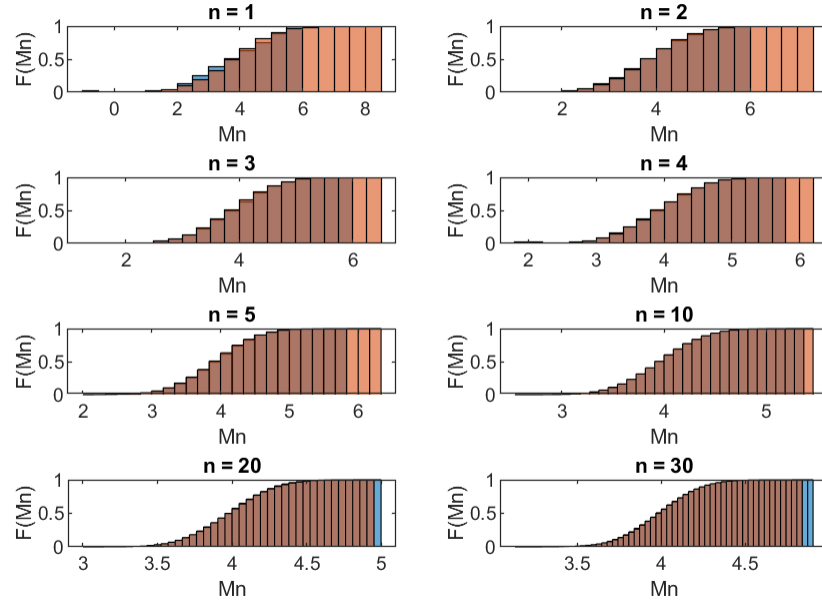 n = 1
1
0.5
0
F(Mn)
0 2 4 6 8
Mn
n = 2
1
0.5
0
F(Mn)
2 4 6
Mn
n = 3
1
0.5
0
F(Mn)
2 4 6
Mn
n = 4
1
0.5
0
F(Mn)
2 3 4 5 6
Mn
n = 5
1
0.5
0
F(Mn)
2 3 4 5 6
Mn
n = 10
1
0.5
0
F(Mn)
3 4 5
Mn
n = 20
1
0.5
0
F(Mn)
3 3.5 4 4.5 5
Mn
n = 30
1
0.5
0
F(Mn)
3.5 4 4.5
Mn